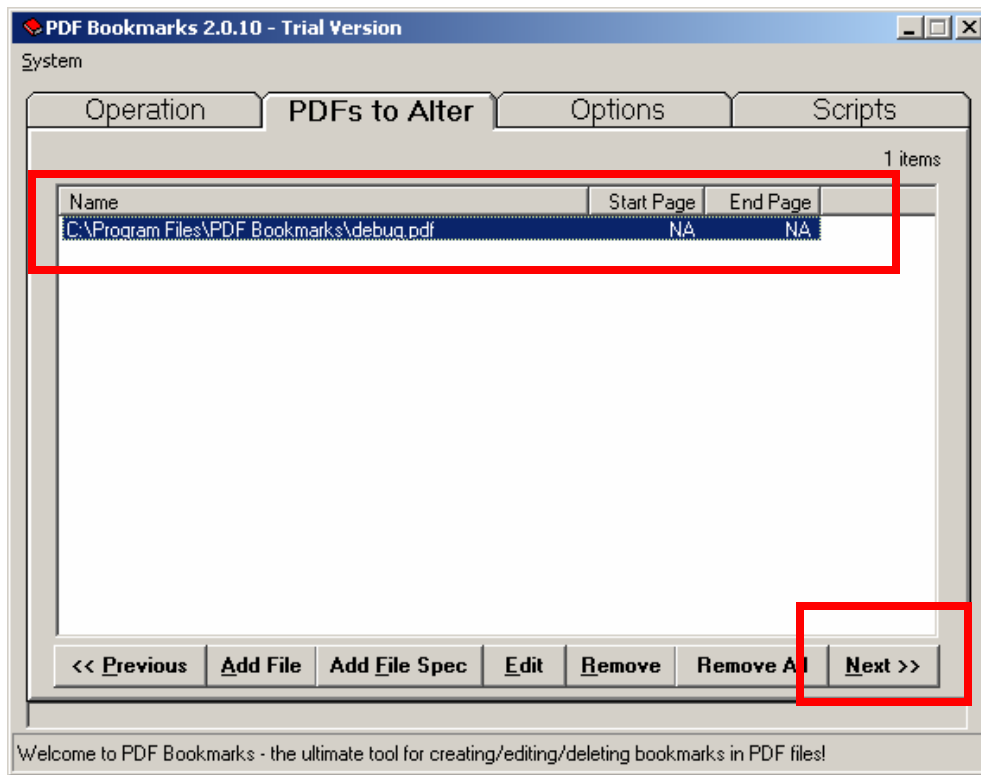 PDF Bookmarks 2.0.10 - Trial Version
System
Operation PDFs to Alter Options Scripts
1 items
Name Start Page End Page
C:\Program Files\PDF Bookmarks\debug.pdf NA NA
<< Previous Add File Add File Spec Edit Remove Remove All Next >>
Welcome to PDF Bookmarks - the ultimate tool for creating/editing/deleting bookmarks in PDF files!